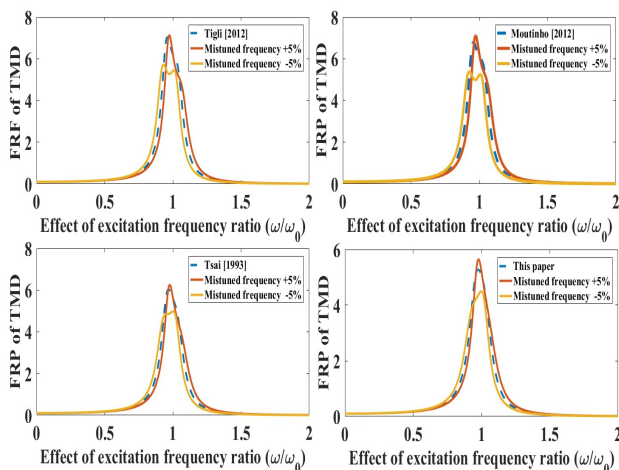 FRF of TMD
8
6
4
2
0
Tigli [2012]
Mistuned frequency +5%
Mistuned frequency -5%
0 0.5 1 1.5 2
Effect of excitation frequency ratio (ω/ω0)
FRP of TMD
8
6
4
2
0
Moutinho [2012]
Mistuned frequency +5%
Mistuned frequency -5%
0 0.5 1 1.5 2
Effect of excitation frequency ratio (ω/ω0)
FRP of TMD
8
6
4
2
0
Tsai [1993]
Mistuned frequency +5%
Mistuned frequency -5%
0 0.5 1 1.5 2
Effect of excitation frequency ratio (ω/ω0)
FRP of TMD
6
4
2
0
This paper
Mistuned frequency +5%
Mistuned frequency -5%
0 0.5 1 1.5 2
Effect of excitation frequency ratio (ω/ω0)